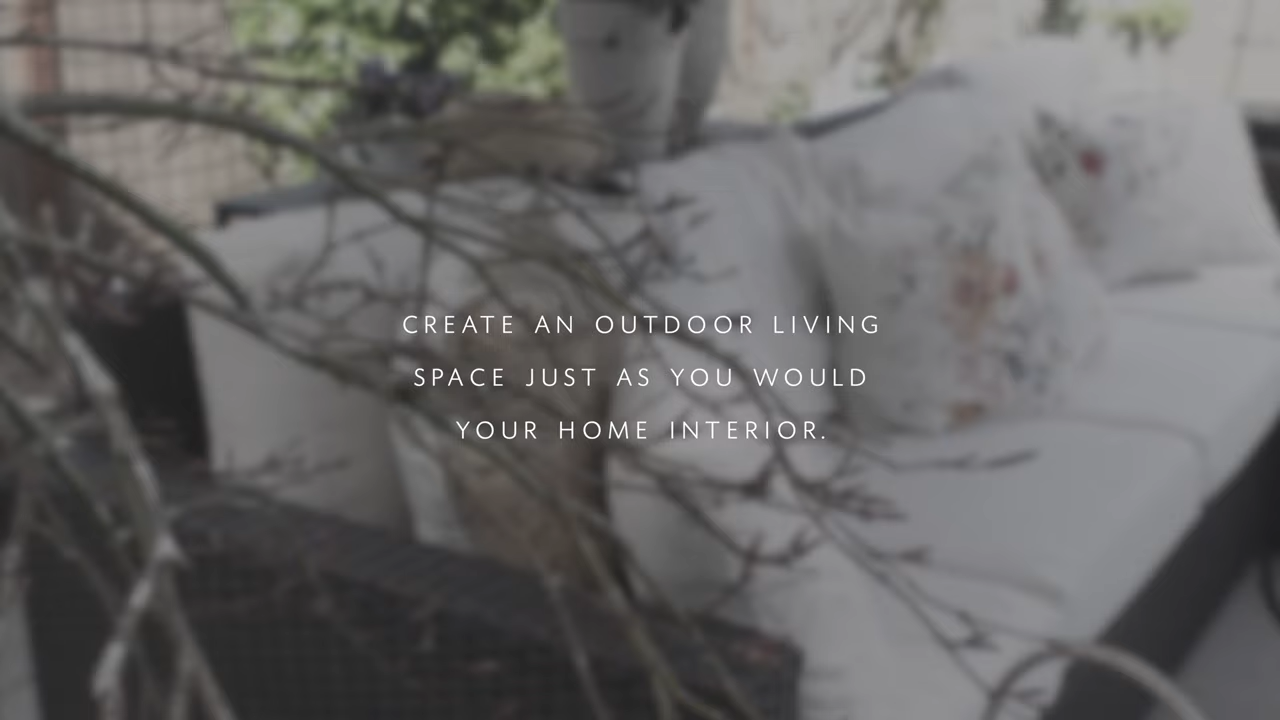 CREATE AN OUTDOOR LIVING
SPACE JUST AS YOU WOULD
YOUR HOME INTERIOR.